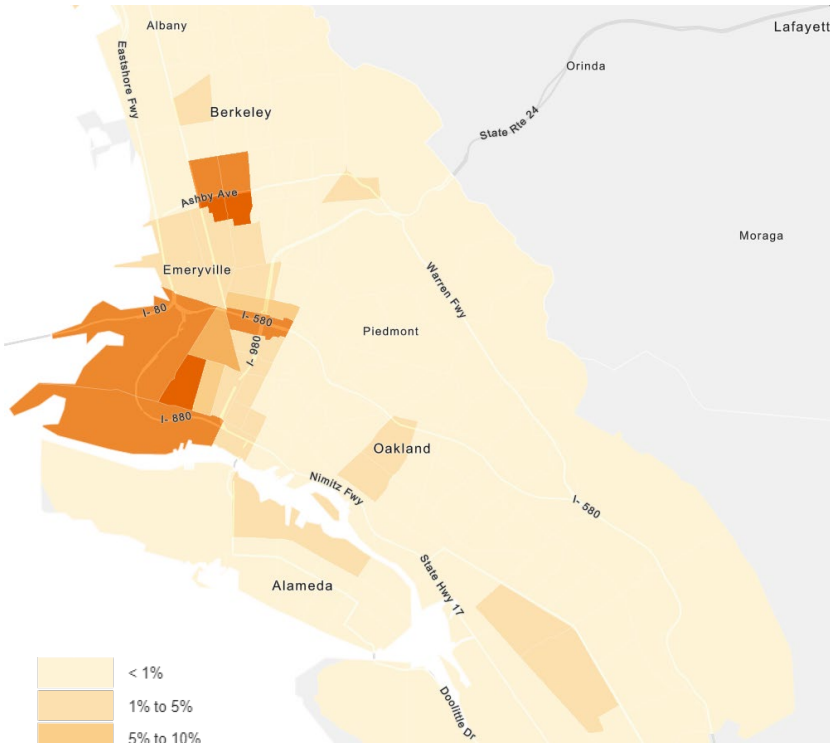 Albany
Lafayett
Eastshore Fwy
Orinda
Berkeley
State Rte 24
Ashby Ave
Moraga
Emeryville
Warren Fwy
I- 80
I- 580
Piedmont
I- 980
I- 880
Oakland
Nimitz Fwy
I- 580
State Hwy 17
Alameda
Doolittle Dr
< 1%
1% to 5%
5% to 10%